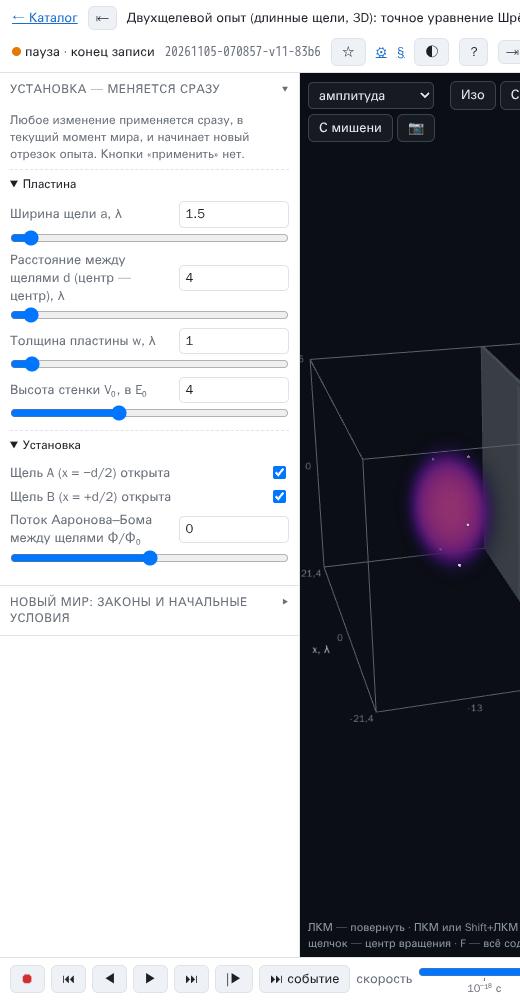 ← Каталог ⇤ Двухщелевой опыт (длинные щели, 3D): точное уравнение Шрё
пауза · конец записи 20261105-070857-v11-83b6 ☆ ⚙ § ◐ ? ⇥
УСТАНОВКА — МЕНЯЕТСЯ СРАЗУ ▾
Любое изменение применяется сразу, в
текущий момент мира, и начинает новый
отрезок опыта. Кнопки «применить» нет.
▼ Пластина
Ширина щели a, λ 1.5
Расстояние между
щелями d (центр —
центр), λ
4
Толщина пластины w, λ 1
Высота стенки V₀, в E₀ 4
▼ Установка
Щель A (x = −d/2) открыта
Щель B (x = +d/2) открыта
Поток Ааронова—Бома
между щелями Φ/Φ₀
0
НОВЫЙ МИР: ЗАКОНЫ И НАЧАЛЬНЫЕ
УСЛОВИЯ ▸
амплитуда Изо С
С мишени
0
21,4
0
x, λ
-21,4
-13
ЛКМ — повернуть · ПКМ или Shift+ЛКМ
щелчок — центр вращения · F — всё сод
⏺ ⏮ ◀ ▶ ⏭ |▶ ⏭ событие скорость
10⁻¹⁸ с